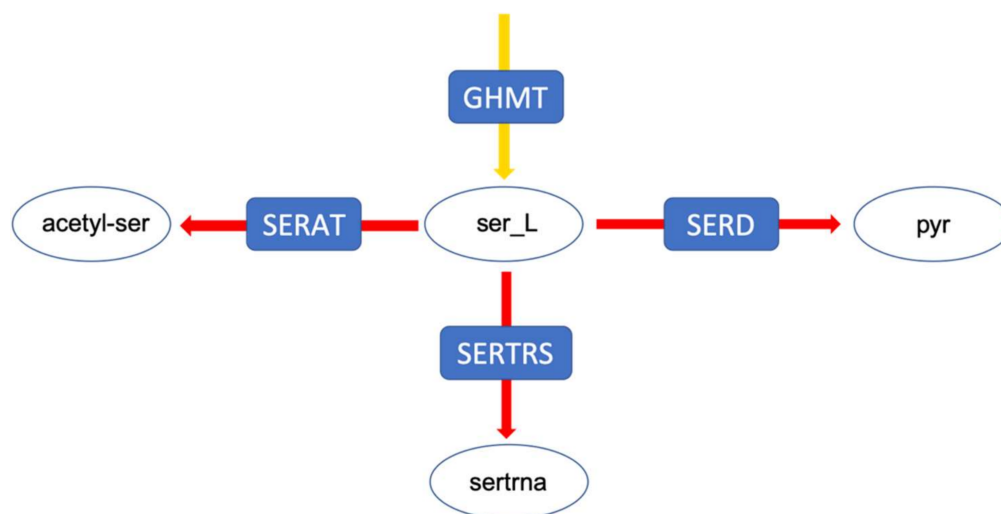 GHMT
acetyl-ser
SERAT
ser_L
SERD
pyr
SERTRS
sertrna